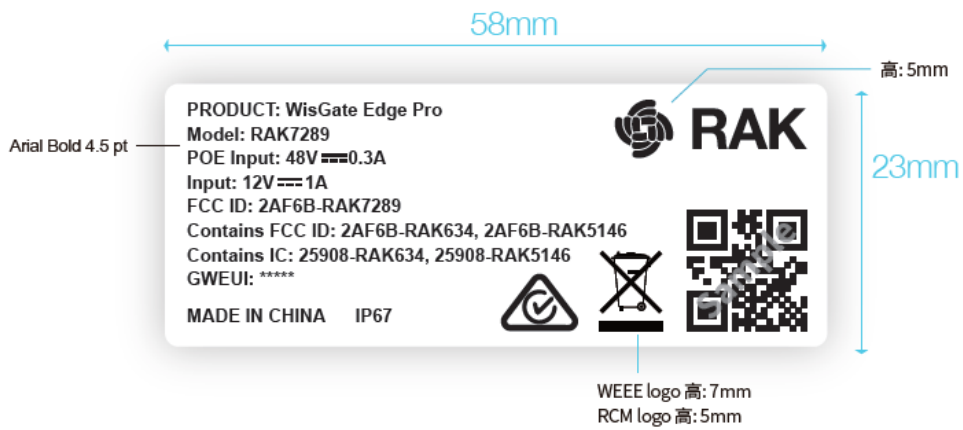 58mm
高: 5mm
PRODUCT: WisGate Edge Pro
RAK
Model: RAK7289
Arial Bold 4.5 pt
POE Input: 48V⎓0.3A
23mm
Input: 12V⎓1A
FCC ID: 2AF6B-RAK7289
Contains FCC ID: 2AF6B-RAK634, 2AF6B-RAK5146
Contains IC: 25908-RAK634, 25908-RAK5146
GWEUI: *****
Sample
MADE IN CHINA IP67
WEEE logo 高: 7mm
RCM logo 高: 5mm